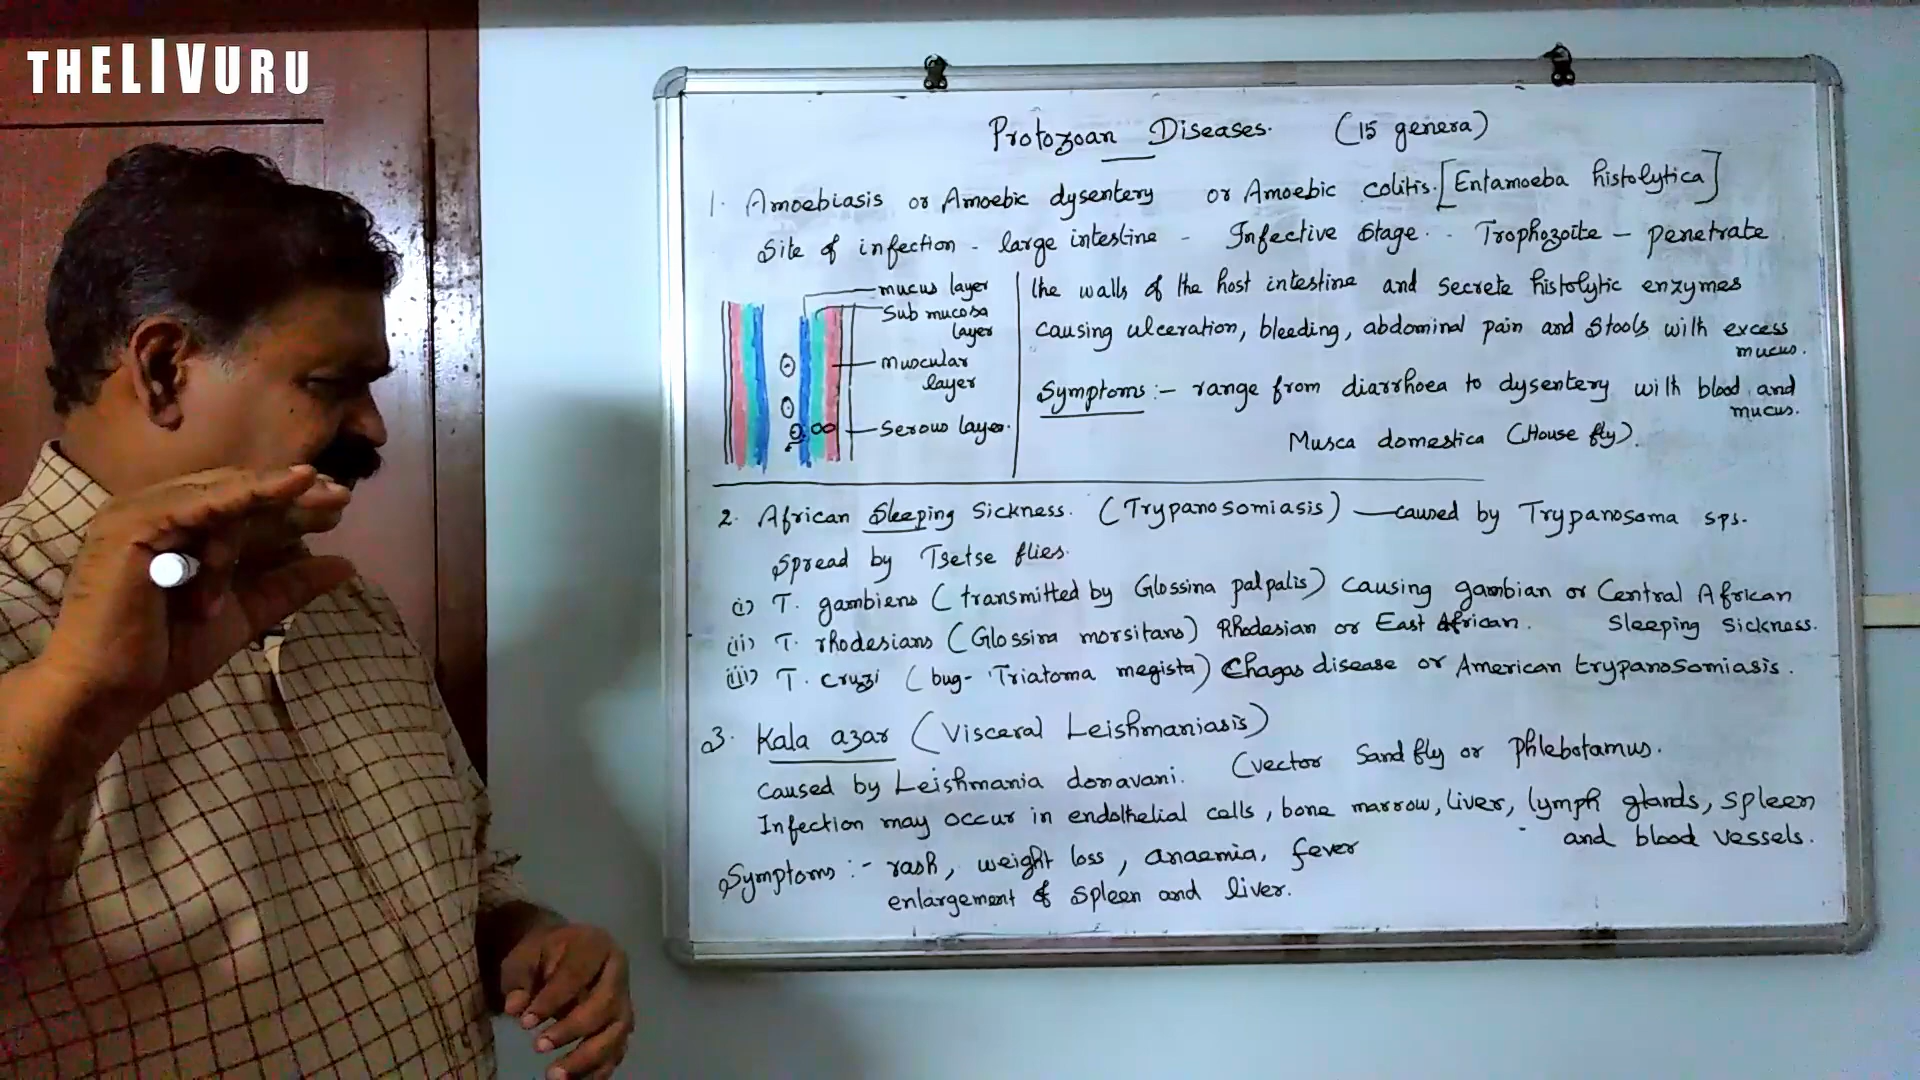 THELIVURU
Protozoan Diseases. (15 genera)
1. Amoebiasis or Amoebic dysentery or Amoebic colitis. [Entamoeba histolytica]
Site of infection - large intestine - Infective Stage - Trophozoite - penetrate
mucus layer
Sub mucosa
layer
muscular
layer
Serous layer.
the walls of the host intestine and secrete histolytic enzymes
causing ulceration, bleeding, abdominal pain and stools with excess
mucus.
Symptoms :- range from diarrhoea to dysentery with blood and
mucus.
Musca domestica (House fly).
2. African Sleeping Sickness. (Trypanosomiasis) — caused by Trypanosoma sps.
Spread by Tsetse flies.
(i) T. gambiens (transmitted by Glossina palpalis) causing gambian or Central African
Sleeping Sickness.
(ii) T. rhodesians (Glossina morsitans) Rhodesian or East African.
(iii) T. cruzi (bug- Triatoma megista) Chagas disease or American trypanosomiasis.
3. Kala azar (Visceral Leishmaniasis)
caused by Leishmania donavani. (vector Sand fly or Phlebotamus.
Infection may occur in endothelial cells, bone marrow, liver, lymph glands, spleen
and blood vessels.
Symptoms :- rash, weight loss, anaemia, fever
enlargement of spleen and liver.